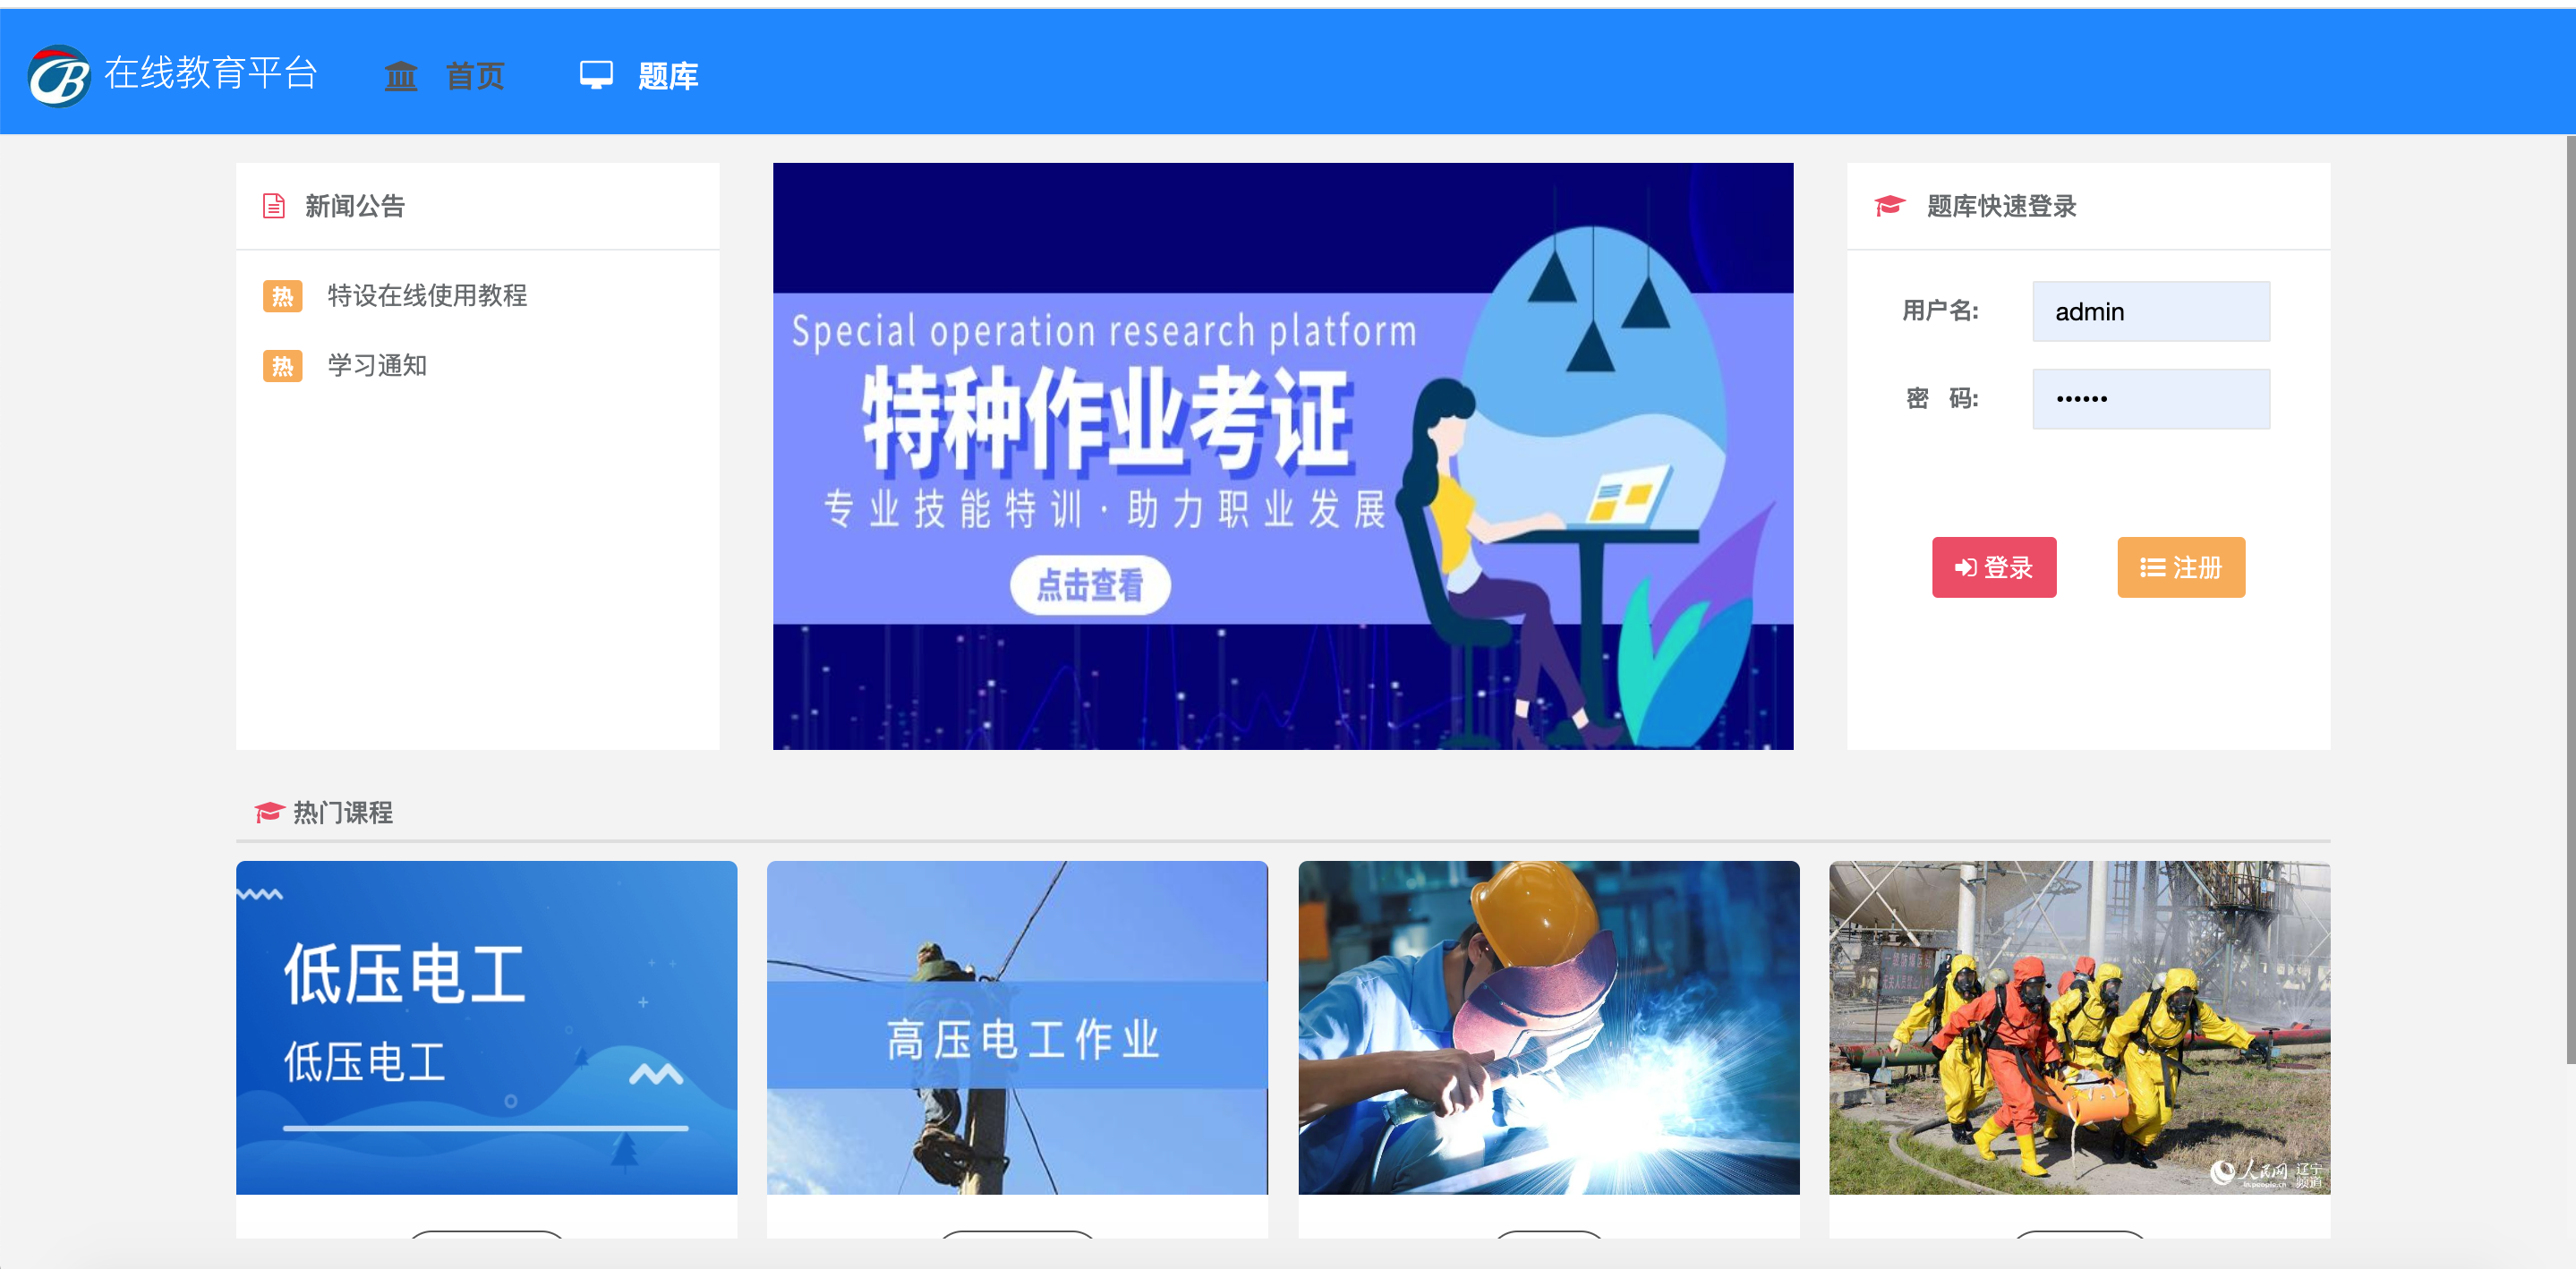 在线教育平台
首页
题库
新闻公告
热 特设在线使用教程
热 学习通知
Special operation research platform
特种作业考证
专业技能特训·助力职业发展
点击查看
题库快速登录
用户名: admin
密 码: ••••••
登录
注册
热门课程
低压电工
低压电工
高压电工作业
人民网
辽宁
频道